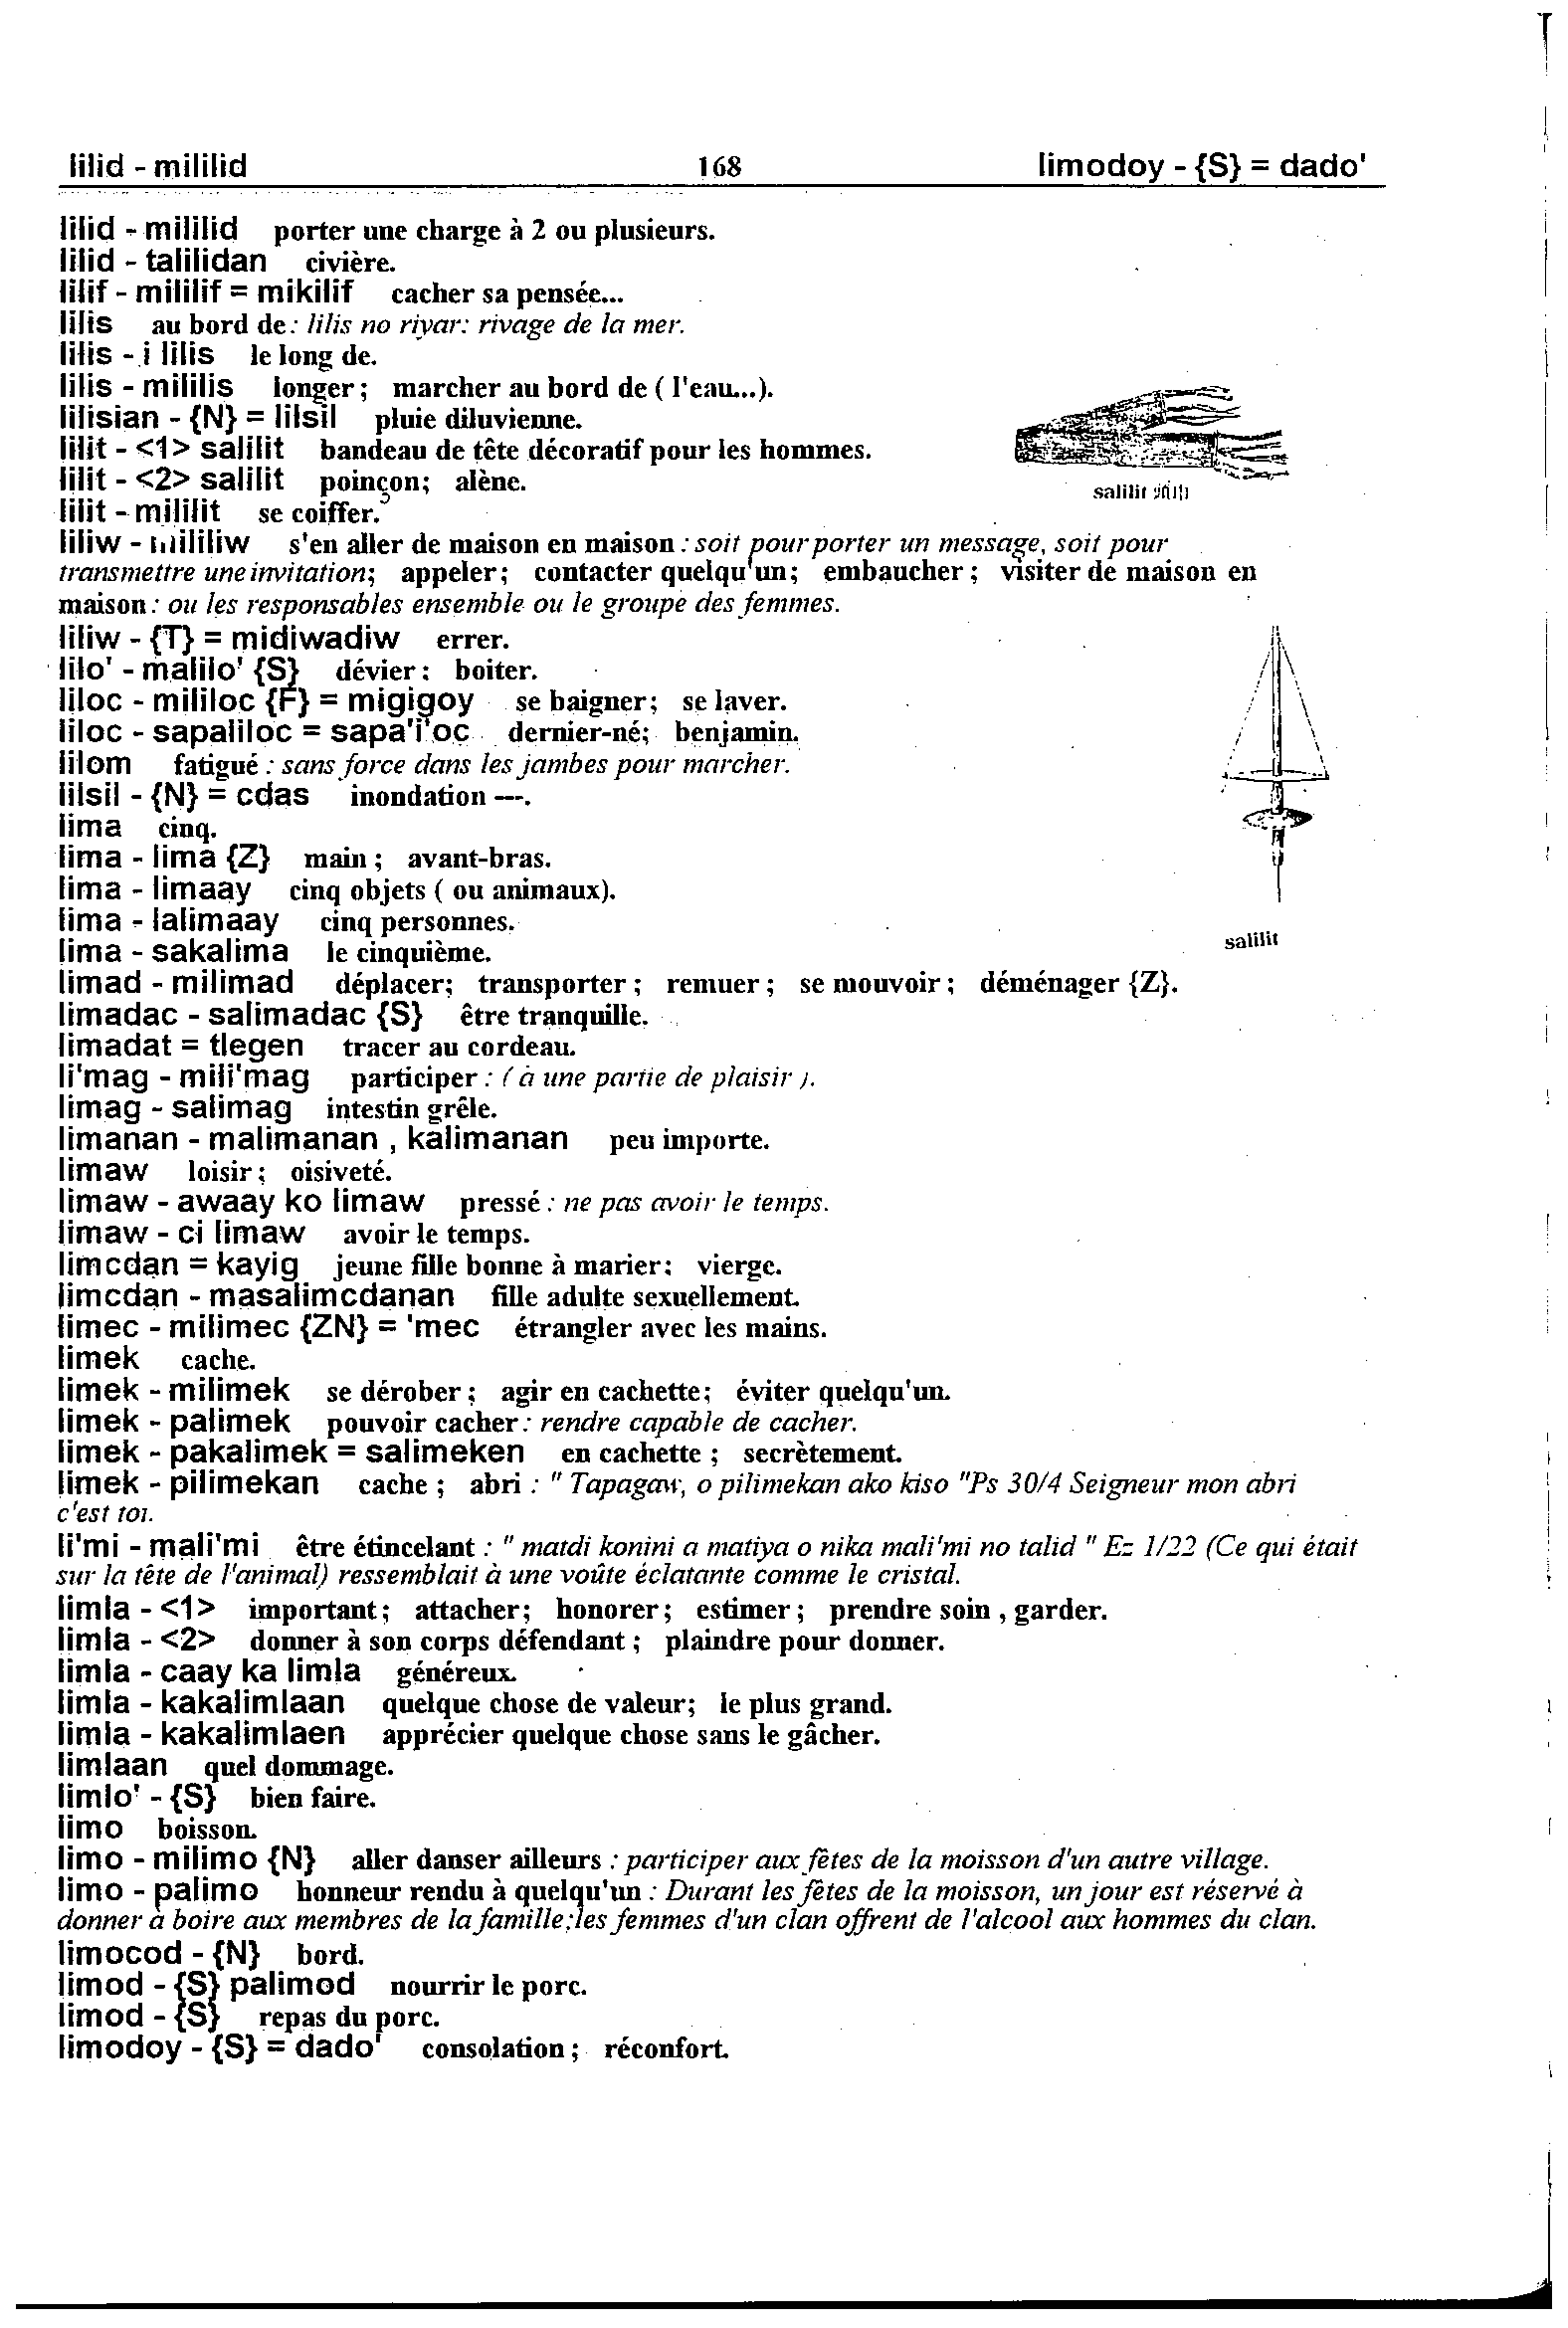 lilid - mililid 168 limodoy - {S} = dado'
lilid - mililid porter une charge à 2 ou plusieurs.
lilid - talilidan civière.
lilif - mililif = mikilif cacher sa pensée...
lilis au bord de : lilis no riyar: rivage de la mer.
lilis - i lilis le long de.
lilis - mililis longer ; marcher au bord de ( l'eau...).
lilisian - {N} = lilsil pluie diluvienne.
lilit - <1> salilit bandeau de tête décoratif pour les hommes.
lilit - <2> salilit poinçon; alène.
salilit
lilit - mililit se coiffer.
liliw - mililiw s'en aller de maison en maison : soit pour porter un message, soit pour
transmettre une invitation; appeler ; contacter quelqu'un ; embaucher ; visiter de maison en
maison : ou les responsables ensemble ou le groupe des femmes.
liliw - {T} = midiwadiw errer.
lilo' - malilo' {S} dévier ; boiter.
liloc - mililoc {F} = migigoy se baigner ; se laver.
liloc - sapaliloc = sapa'i'oc dernier-né; benjamin.
lilom fatigué : sans force dans les jambes pour marcher.
lilsil - {N} = cdas inondation —.
lima cinq.
lima - lima {Z} main ; avant-bras.
lima - limaay cinq objets ( ou animaux).
lima - lalimaay cinq personnes.
lima - sakalima le cinquième.
salilit
limad - milimad déplacer; transporter ; remuer ; se mouvoir ; déménager {Z}.
limadac - salimadac {S} être tranquille.
limadat = tlegen tracer au cordeau.
li'mag - mili'mag participer : ( à une partie de plaisir ).
limag - salimag intestin grêle.
limanan - malimanan , kalimanan peu importe.
limaw loisir ; oisiveté.
limaw - awaay ko limaw pressé : ne pas avoir le temps.
limaw - ci limaw avoir le temps.
limcdan = kayig jeune fille bonne à marier ; vierge.
limcdan - masalimcdanan fille adulte sexuellement.
limec - milimec {ZN} = 'mec étrangler avec les mains.
limek cache.
limek - milimek se dérober ; agir en cachette; éviter quelqu'un.
limek - palimek pouvoir cacher : rendre capable de cacher.
limek - pakalimek = salimeken en cachette ; secrètement.
limek - pilimekan cache ; abri : " Tapagaw, o pilimekan ako kiso "Ps 30/4 Seigneur mon abri
c'est toi.
li'mi - mali'mi être étincelant : " matdi konini a matiya o nika mali'mi no talid " Ez 1/22 (Ce qui était
sur la tête de l'animal) ressemblait à une voûte éclatante comme le cristal.
limla - <1> important ; attacher; honorer ; estimer ; prendre soin , garder.
limla - <2> donner à son corps défendant ; plaindre pour donner.
limla - caay ka limla généreux.
limla - kakalimlaan quelque chose de valeur; le plus grand.
limla - kakalimlaen apprécier quelque chose sans le gâcher.
limlaan quel dommage.
limlo' - {S} bien faire.
limo boisson.
limo - milimo {N} aller danser ailleurs : participer aux fêtes de la moisson d'un autre village.
limo - palimo honneur rendu à quelqu'un : Durant les fêtes de la moisson, un jour est réservé à
donner à boire aux membres de la famille;les femmes d'un clan offrent de l'alcool aux hommes du clan.
limocod - {N} bord.
limod - {S} palimod nourrir le porc.
limod - {S} repas du porc.
limodoy - {S} = dado' consolation ; réconfort.